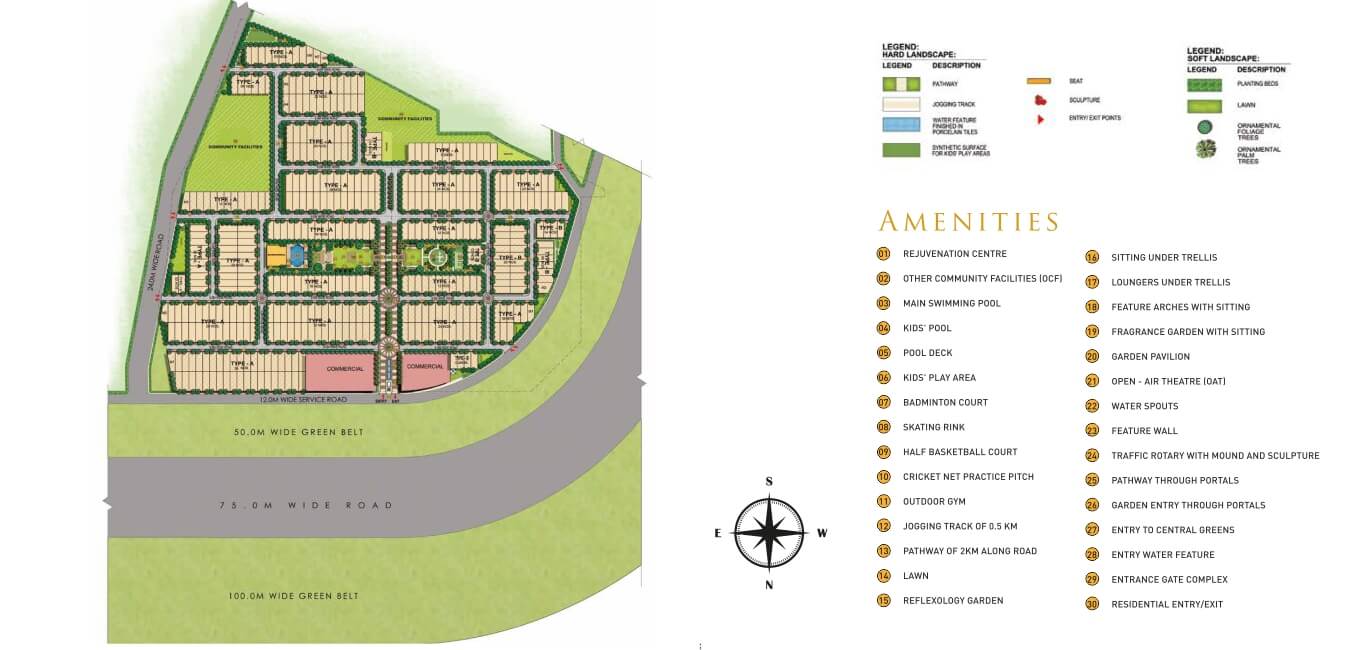 TYPE - A
TYPE - A
TYPE - A
COMMUNITY FACILITIES
COMMUNITY FACILITIES
TYPE - A
TYPE - B
TYPE - A
TYPE - A
TYPE - A
TYPE - A
TYPE - A
TYPE - A
TYPE - A
TYPE - B
TYPE - A
TYPE - A
TYPE - B
TYPE - B
TYPE - A
TYPE - A
TYPE - A
TYPE - A
TYPE - A
TYPE - A
TYPE - A
COMMERCIAL
COMMERCIAL
24.0M WIDE ROAD
12.0M WIDE SERVICE ROAD
ENTRY
EXIT
50.0M WIDE GREEN BELT
75.0M WIDE ROAD
100.0M WIDE GREEN BELT
S
E
W
N
LEGEND:
HARD LANDSCAPE:
LEGEND DESCRIPTION
PATHWAY
JOGGING TRACK
WATER FEATURE
FINISHED IN
PORCELAIN TILES
SYNTHETIC SURFACE
FOR KIDS' PLAY AREAS
SEAT
SCULPTURE
ENTRY/ EXIT POINTS
LEGEND:
SOFT LANDSCAPE:
LEGEND DESCRIPTION
PLANTING BEDS
LAWN
ORNAMENTAL
FOLIAGE
TREES
ORNAMENTAL
PALM
TREES
AMENITIES
01 REJUVENATION CENTRE
02 OTHER COMMUNITY FACILITIES (OCF)
03 MAIN SWIMMING POOL
04 KIDS' POOL
05 POOL DECK
06 KIDS' PLAY AREA
07 BADMINTON COURT
08 SKATING RINK
09 HALF BASKETBALL COURT
10 CRICKET NET PRACTICE PITCH
11 OUTDOOR GYM
12 JOGGING TRACK OF 0.5 KM
13 PATHWAY OF 2KM ALONG ROAD
14 LAWN
15 REFLEXOLOGY GARDEN
16 SITTING UNDER TRELLIS
17 LOUNGERS UNDER TRELLIS
18 FEATURE ARCHES WITH SITTING
19 FRAGRANCE GARDEN WITH SITTING
20 GARDEN PAVILION
21 OPEN - AIR THEATRE (OAT)
22 WATER SPOUTS
23 FEATURE WALL
24 TRAFFIC ROTARY WITH MOUND AND SCULPTURE
25 PATHWAY THROUGH PORTALS
26 GARDEN ENTRY THROUGH PORTALS
27 ENTRY TO CENTRAL GREENS
28 ENTRY WATER FEATURE
29 ENTRANCE GATE COMPLEX
30 RESIDENTIAL ENTRY/EXIT